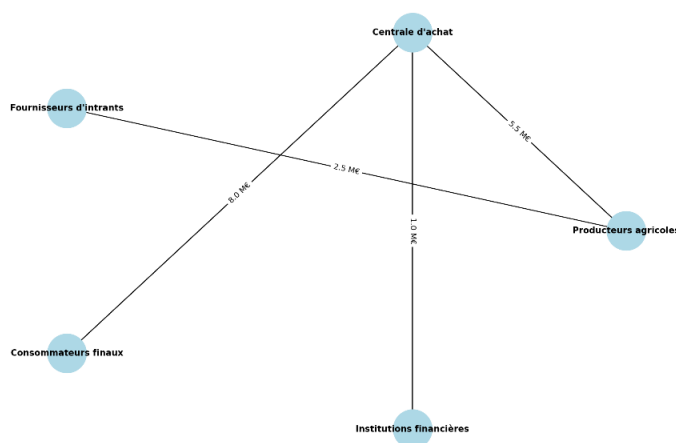 Centrale d'achat
Fournisseurs d'intrants
5.5 M€
2.5 M€
8.0 M€
1.0 M€
Producteurs agricoles
Consommateurs finaux
Institutions financières